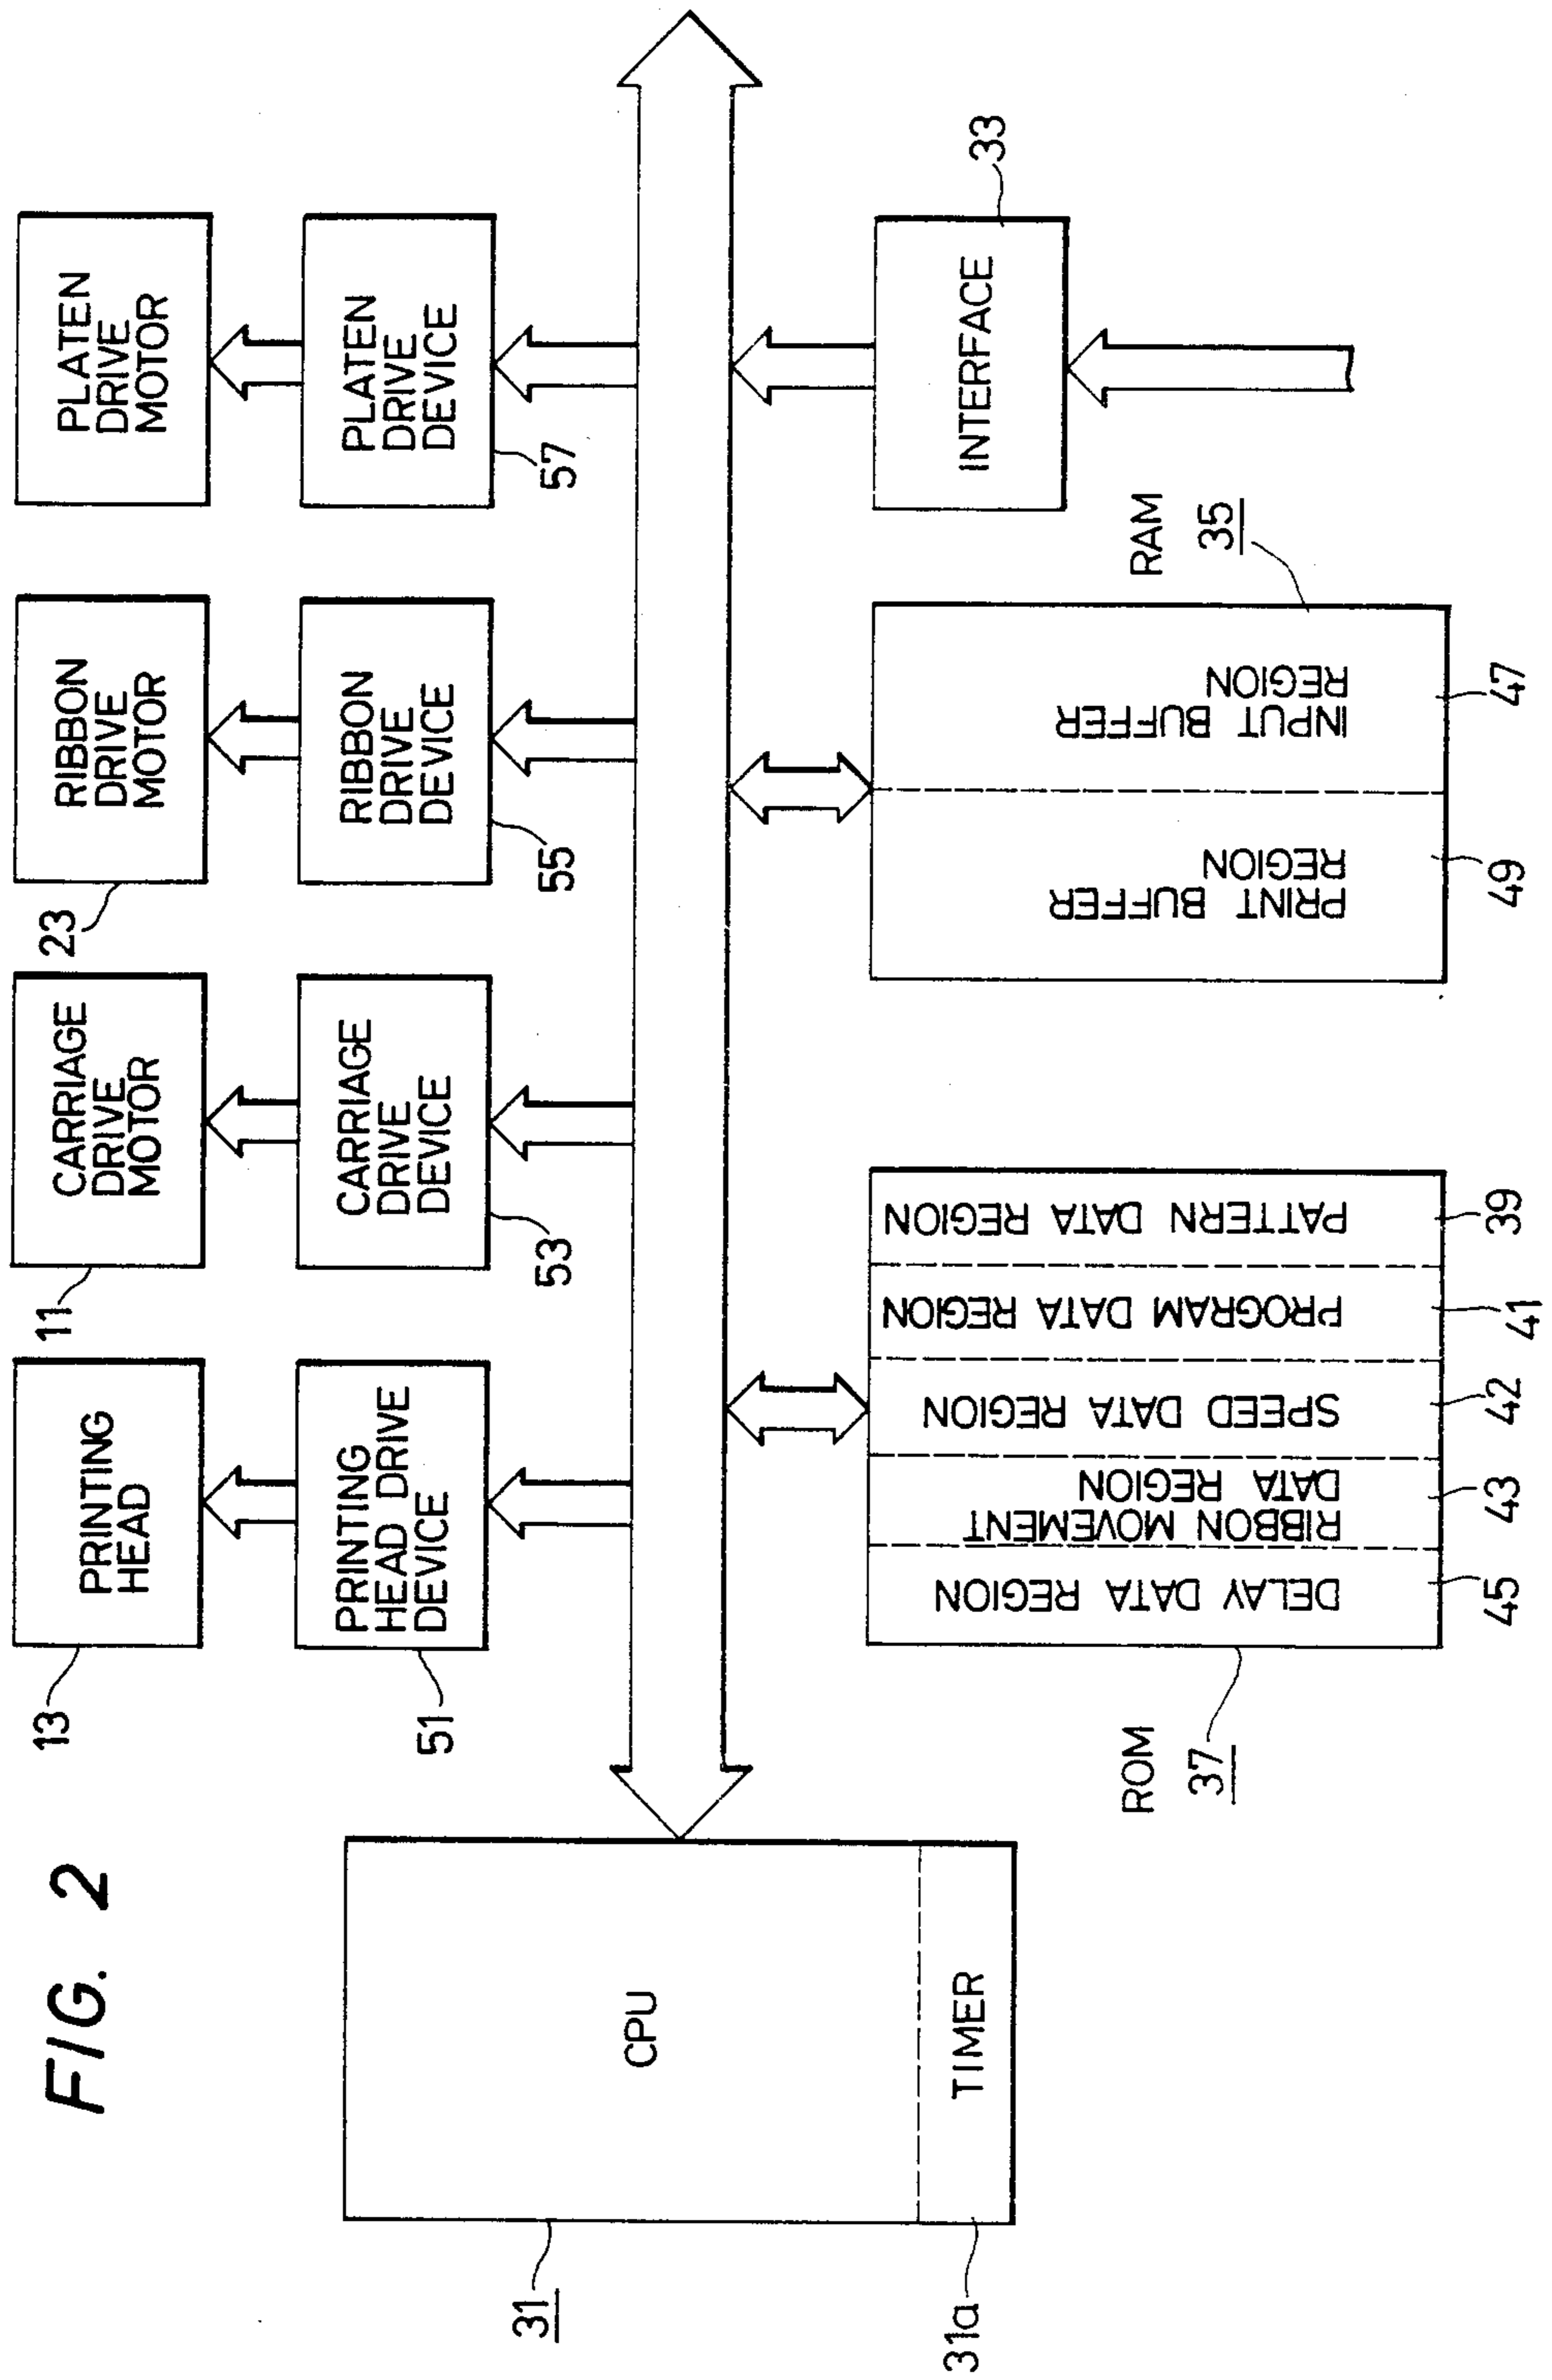 FIG. 2
13
PRINTING
HEAD
11
CARRIAGE
DRIVE
MOTOR
23
RIBBON
DRIVE
MOTOR
PLATEN
DRIVE
MOTOR
51
PRINTING
HEAD DRIVE
DEVICE
53
CARRIAGE
DRIVE
DEVICE
55
RIBBON
DRIVE
DEVICE
57
PLATEN
DRIVE
DEVICE
31
CPU
31a
TIMER
ROM
37
DELAY DATA REGION
45
RIBBON MOVEMENT
DATA REGION
43
SPEED DATA REGION
42
PROGRAM DATA REGION
41
PATTERN DATA REGION
39
RAM
35
PRINT BUFFER
REGION
49
INPUT BUFFER
REGION
47
INTERFACE
33